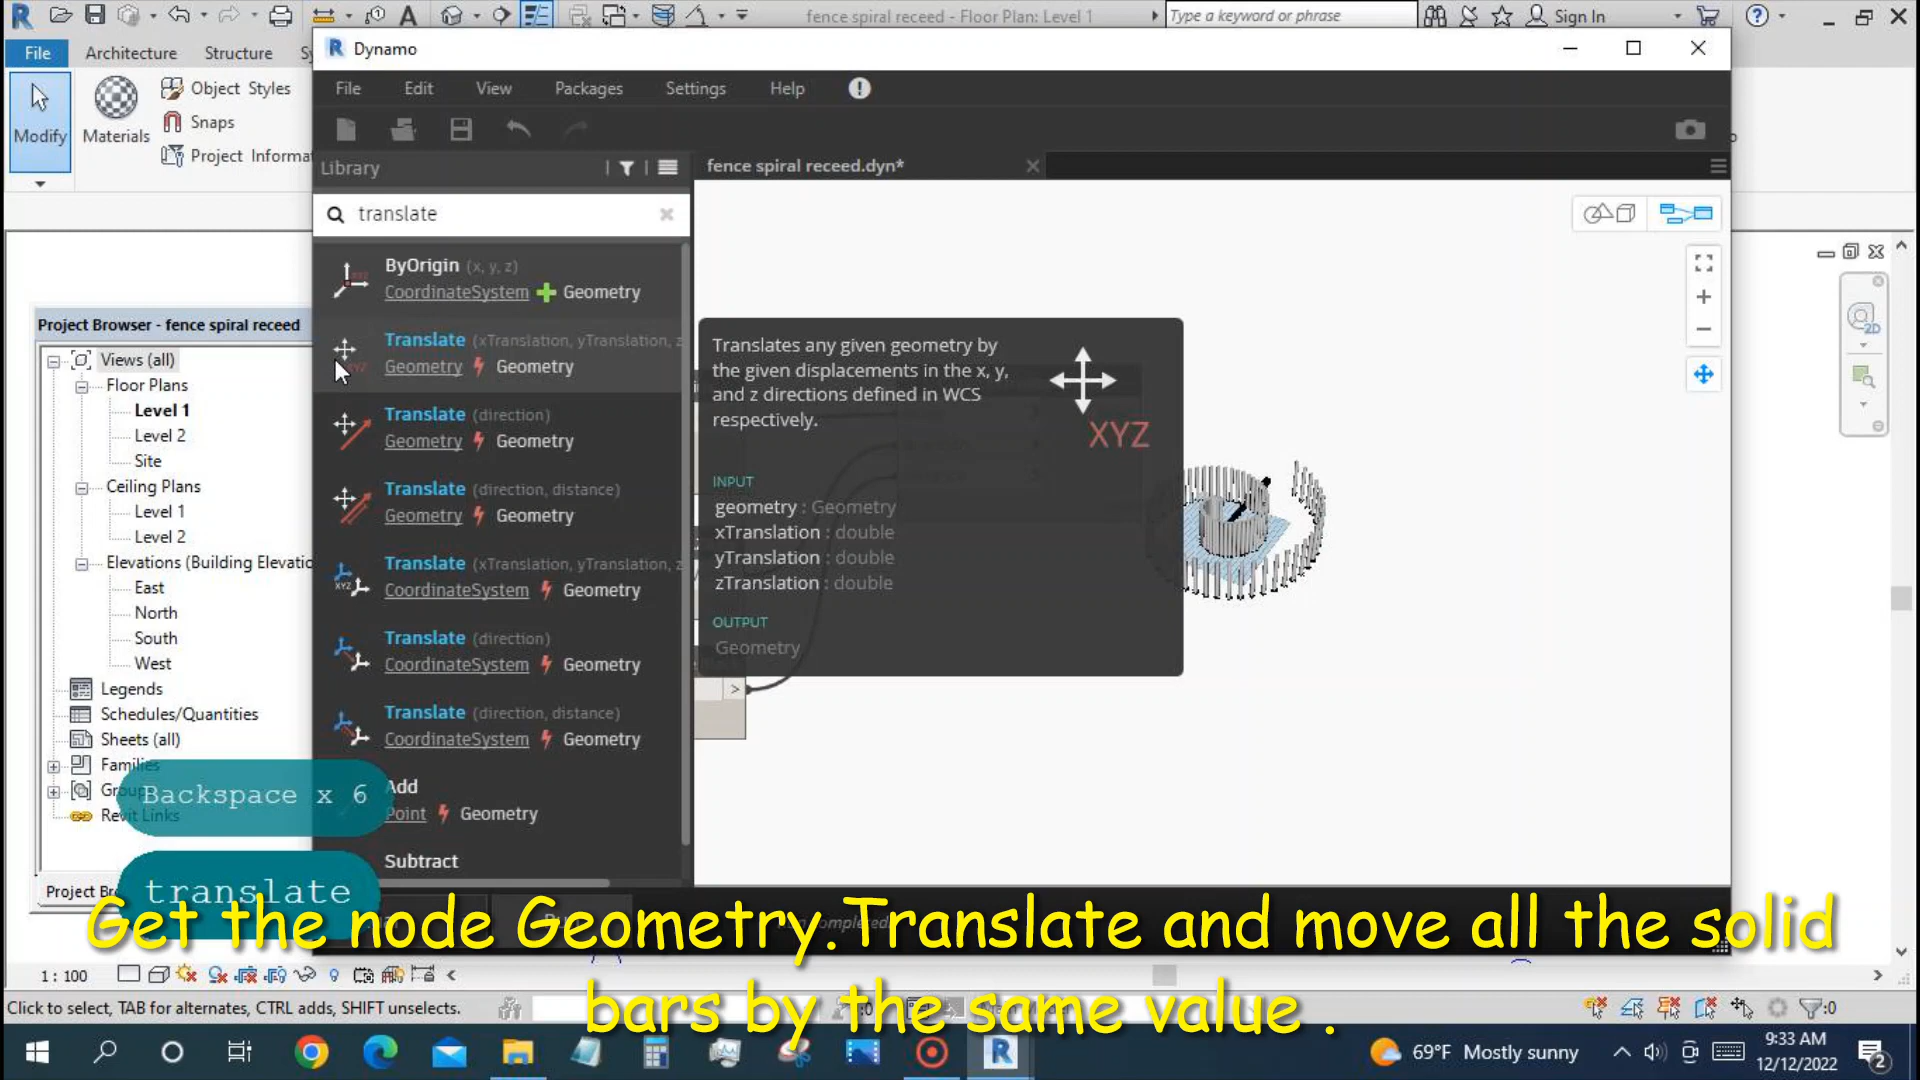 fence spiral receed - Floor Plan: Level 1
Type a keyword or phrase
Sign In
File
Architecture
Structure
Modify
Materials
Object Styles
Snaps
Project Informat
Dynamo
File
Edit
View
Packages
Settings
Help
Library
fence spiral receed.dyn*
translate
ByOrigin (x, y, z)
CoordinateSystem Geometry
Translate (xTranslation, yTranslation, z
Geometry Geometry
Translate (direction)
Geometry Geometry
Translate (direction, distance)
Geometry Geometry
Translate (xTranslation, yTranslation, z
CoordinateSystem Geometry
Translate (direction)
CoordinateSystem Geometry
Translate (direction, distance)
CoordinateSystem Geometry
Add
Point Geometry
Subtract
Translates any given geometry by
the given displacements in the x, y,
and z directions defined in WCS
respectively.
XYZ
INPUT
geometry : Geometry
xTranslation : double
yTranslation : double
zTranslation : double
OUTPUT
Geometry
Project Browser - fence spiral receed
Views (all)
Floor Plans
Level 1
Level 2
Site
Ceiling Plans
Level 1
Level 2
Elevations (Building Elevatio
East
North
South
West
Legends
Schedules/Quantities
Sheets (all)
Families
Revit Links
Backspace x 6
translate
Get the node Geometry.Translate and move all the solid
bars by the same value .
1 : 100
Click to select, TAB for alternates, CTRL adds, SHIFT unselects.
69°F Mostly sunny
9:33 AM
12/12/2022
2